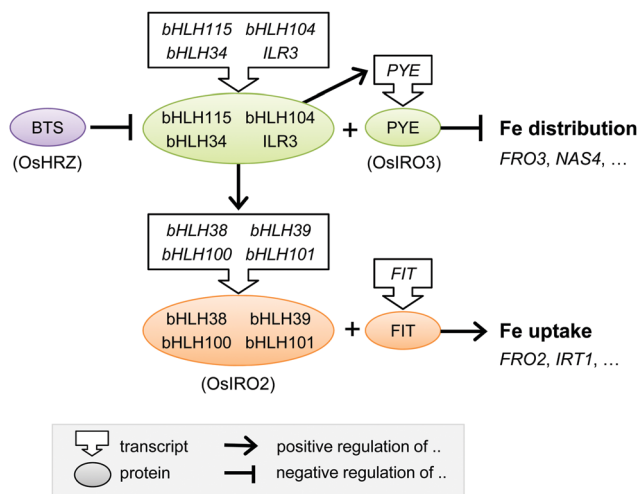 bHLH115 bHLH104
bHLH34 ILR3
PYE
BTS
(OsHRZ)
bHLH115 bHLH104
bHLH34 ILR3
+
PYE
(OsIRO3)
Fe distribution
FRO3, NAS4, ...
bHLH38 bHLH39
bHLH100 bHLH101
FIT
bHLH38 bHLH39
bHLH100 bHLH101
(OsIRO2)
+
FIT
Fe uptake
FRO2, IRT1, ...
transcript
positive regulation of ..
protein
negative regulation of ..